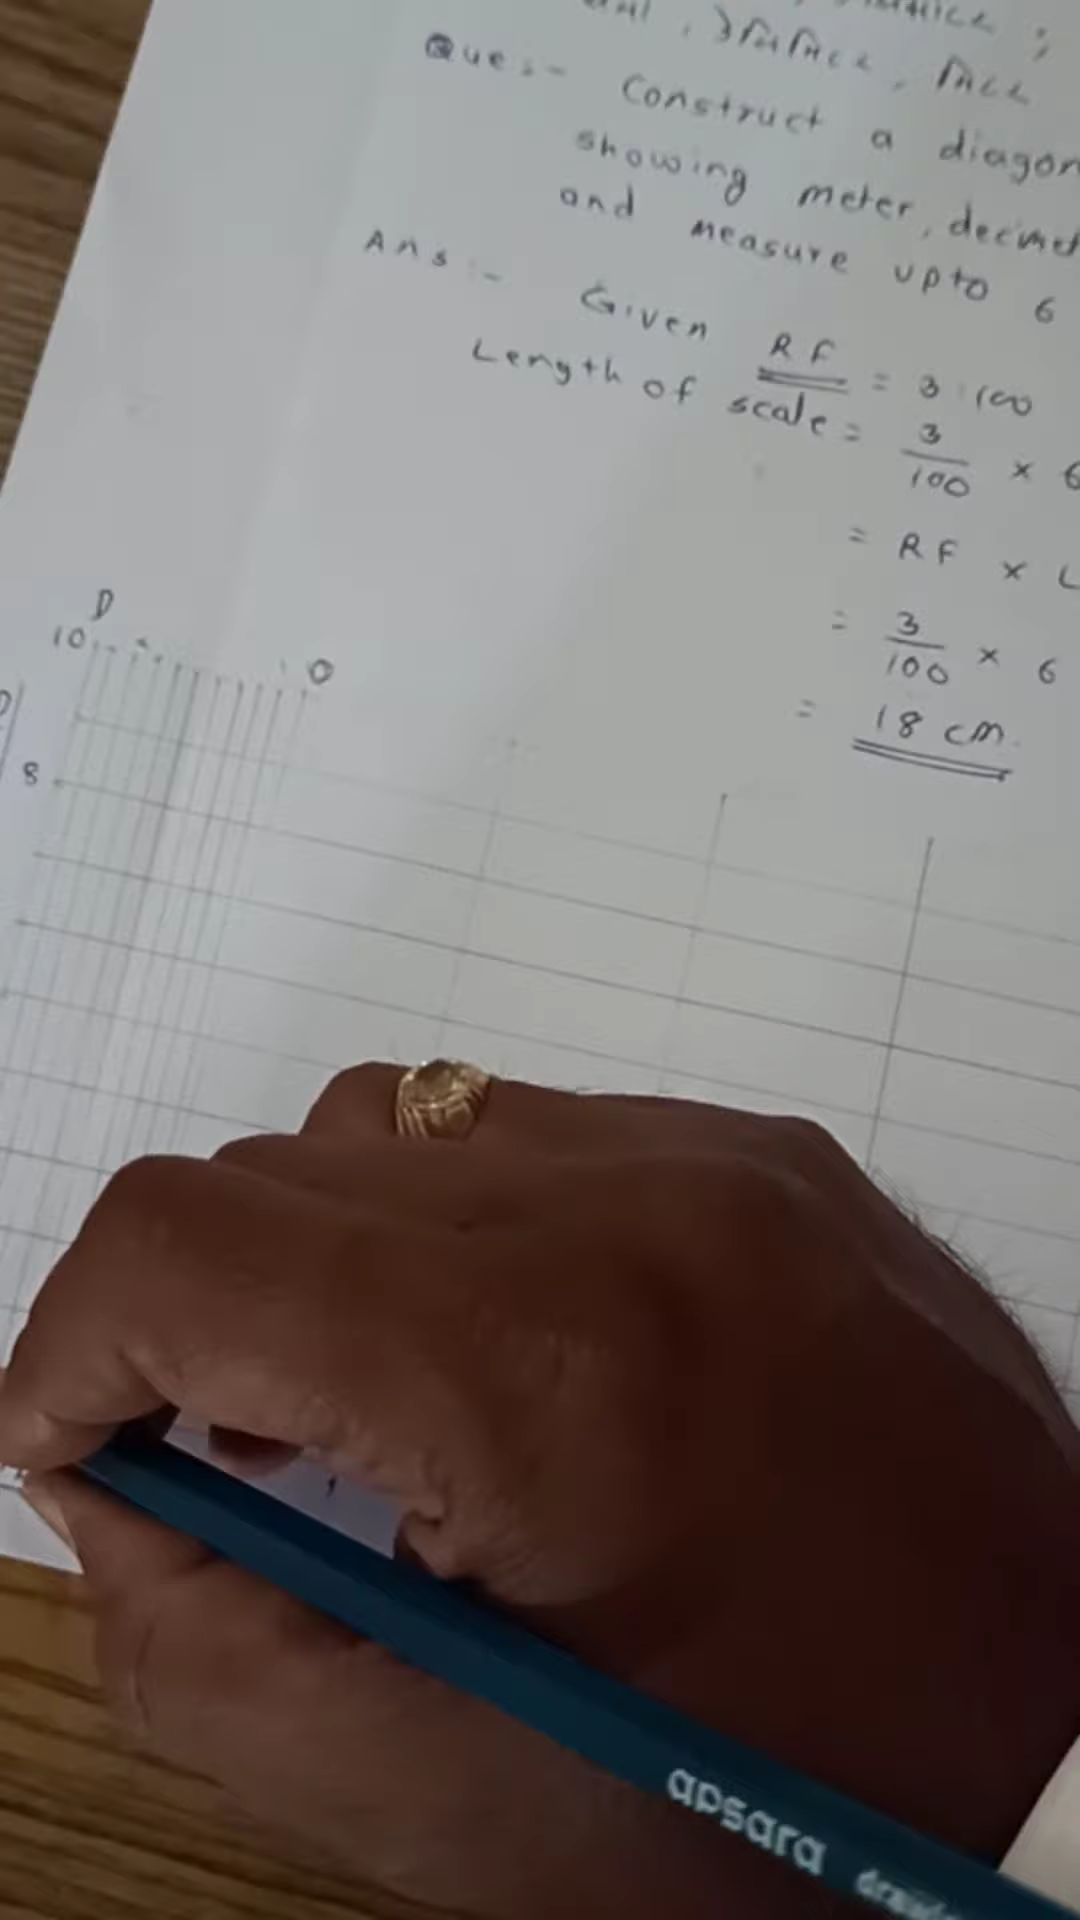 Que:- Construct a diagon
showing meter, decimet
and measure upto 6
Ans:- Given RF = 3:100
Length of scale = 3/100 × 6
= RF × L
= 3/100 × 6
= 18 cm.
D
10
0
8
apsara